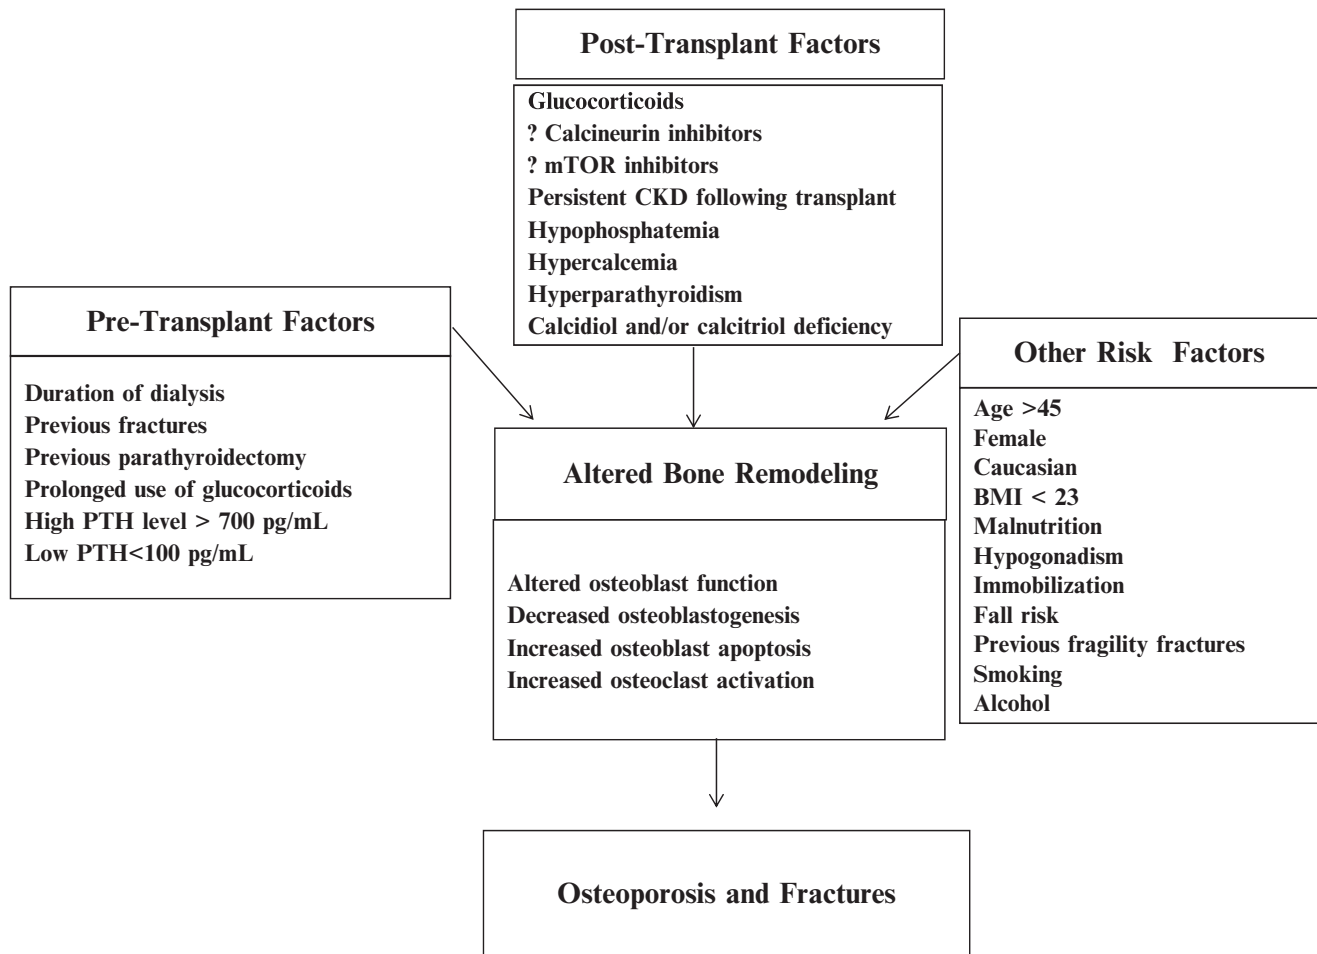 Post-Transplant Factors
Glucocorticoids
? Calcineurin inhibitors
? mTOR inhibitors
Persistent CKD following transplant
Hypophosphatemia
Hypercalcemia
Hyperparathyroidism
Calcidiol and/or calcitriol deficiency
Pre-Transplant Factors
Duration of dialysis
Previous fractures
Previous parathyroidectomy
Prolonged use of glucocorticoids
High PTH level > 700 pg/mL
Low PTH<100 pg/mL
Other Risk Factors
Age >45
Female
Caucasian
BMI < 23
Malnutrition
Hypogonadism
Immobilization
Fall risk
Previous fragility fractures
Smoking
Alcohol
Altered Bone Remodeling
Altered osteoblast function
Decreased osteoblastogenesis
Increased osteoblast apoptosis
Increased osteoclast activation
Osteoporosis and Fractures